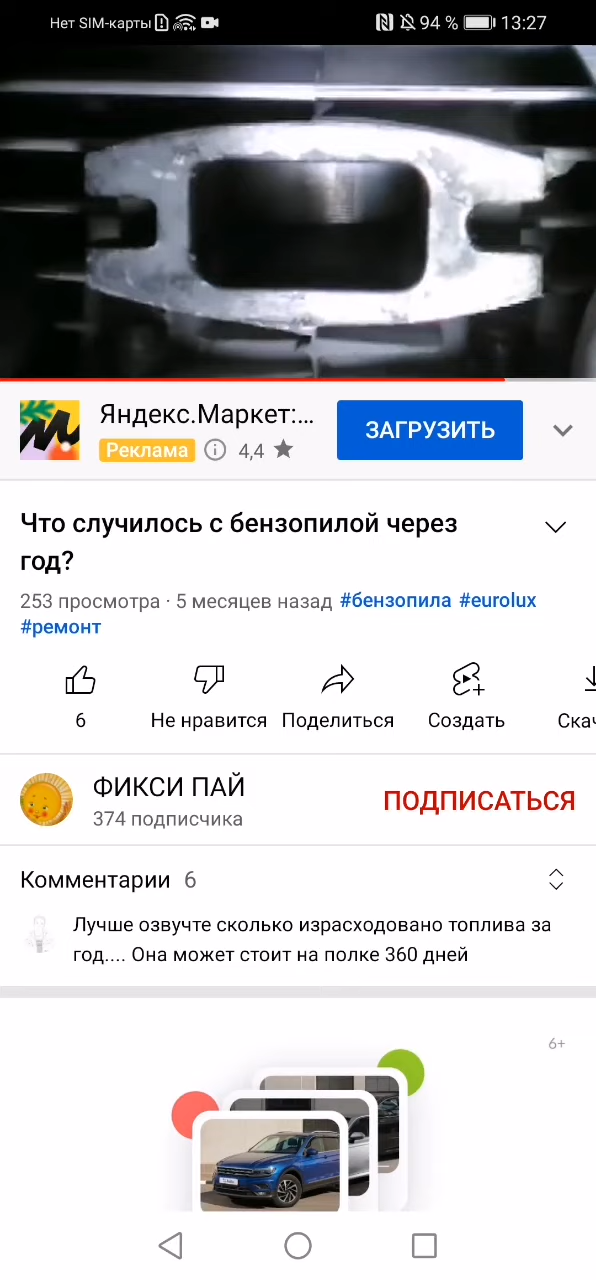 Нет SIM-карты 94 % 13:27
Яндекс.Маркет:...
ЗАГРУЗИТЬ
Реклама 4,4
Что случилось с бензопилой через
год?
253 просмотра · 5 месяцев назад #бензопила #eurolux
#ремонт
6 Не нравится Поделиться Создать Скач
ФИКСИ ПАЙ
374 подписчика
ПОДПИСАТЬСЯ
Комментарии 6
Лучше озвучте сколько израсходовано топлива за
год.... Она может стоит на полке 360 дней
6+